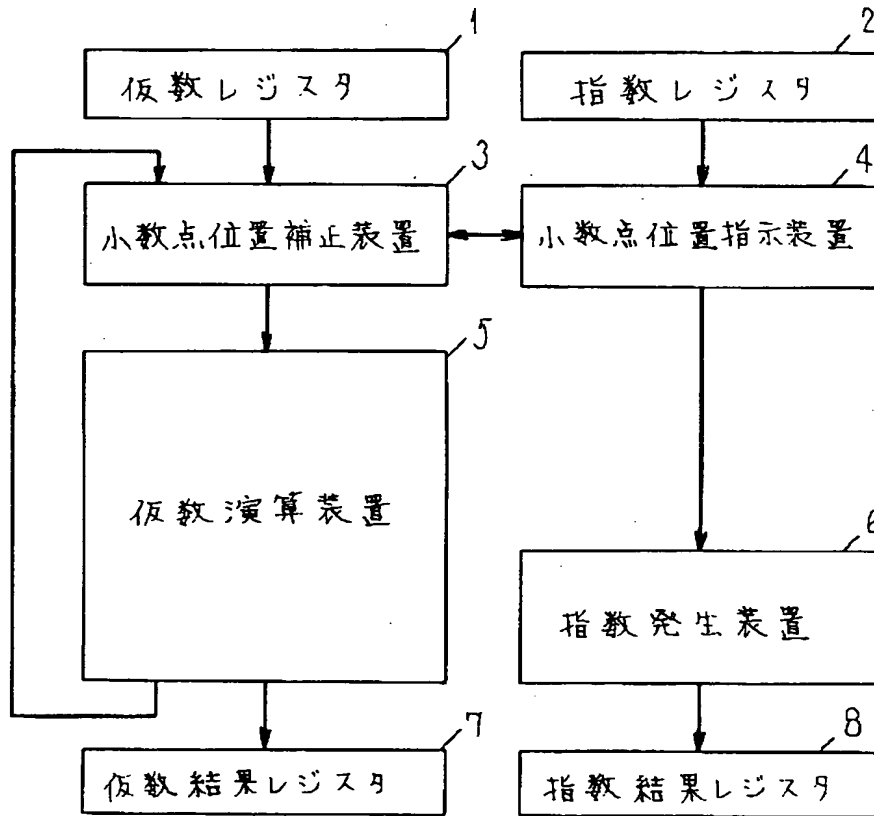 1
仮数レジスタ
2
指数レジスタ
3
小数点位置補正装置
4
小数点位置指示装置
5
仮数演算装置
6
指数発生装置
7
仮数結果レジスタ
8
指数結果レジスタ